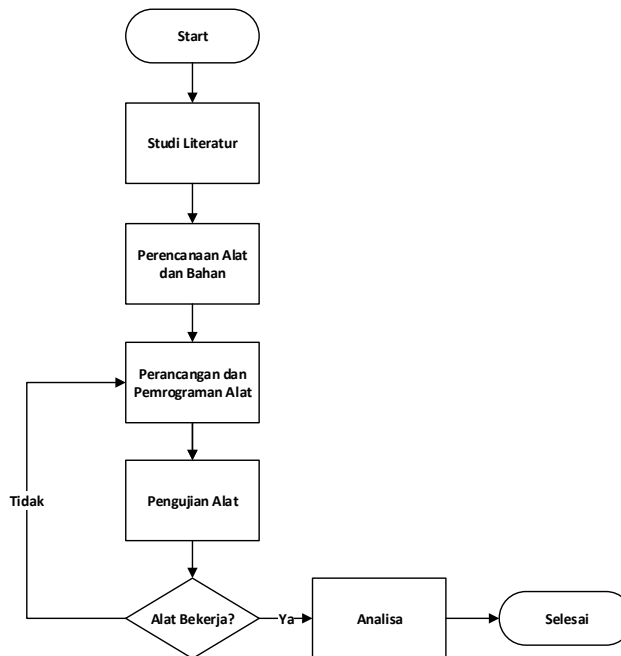 Start
Studi Literatur
Perencanaan Alat
dan Bahan
Perancangan dan
Pemrograman Alat
Pengujian Alat
Tidak
Alat Bekerja?
Ya
Analisa
Selesai